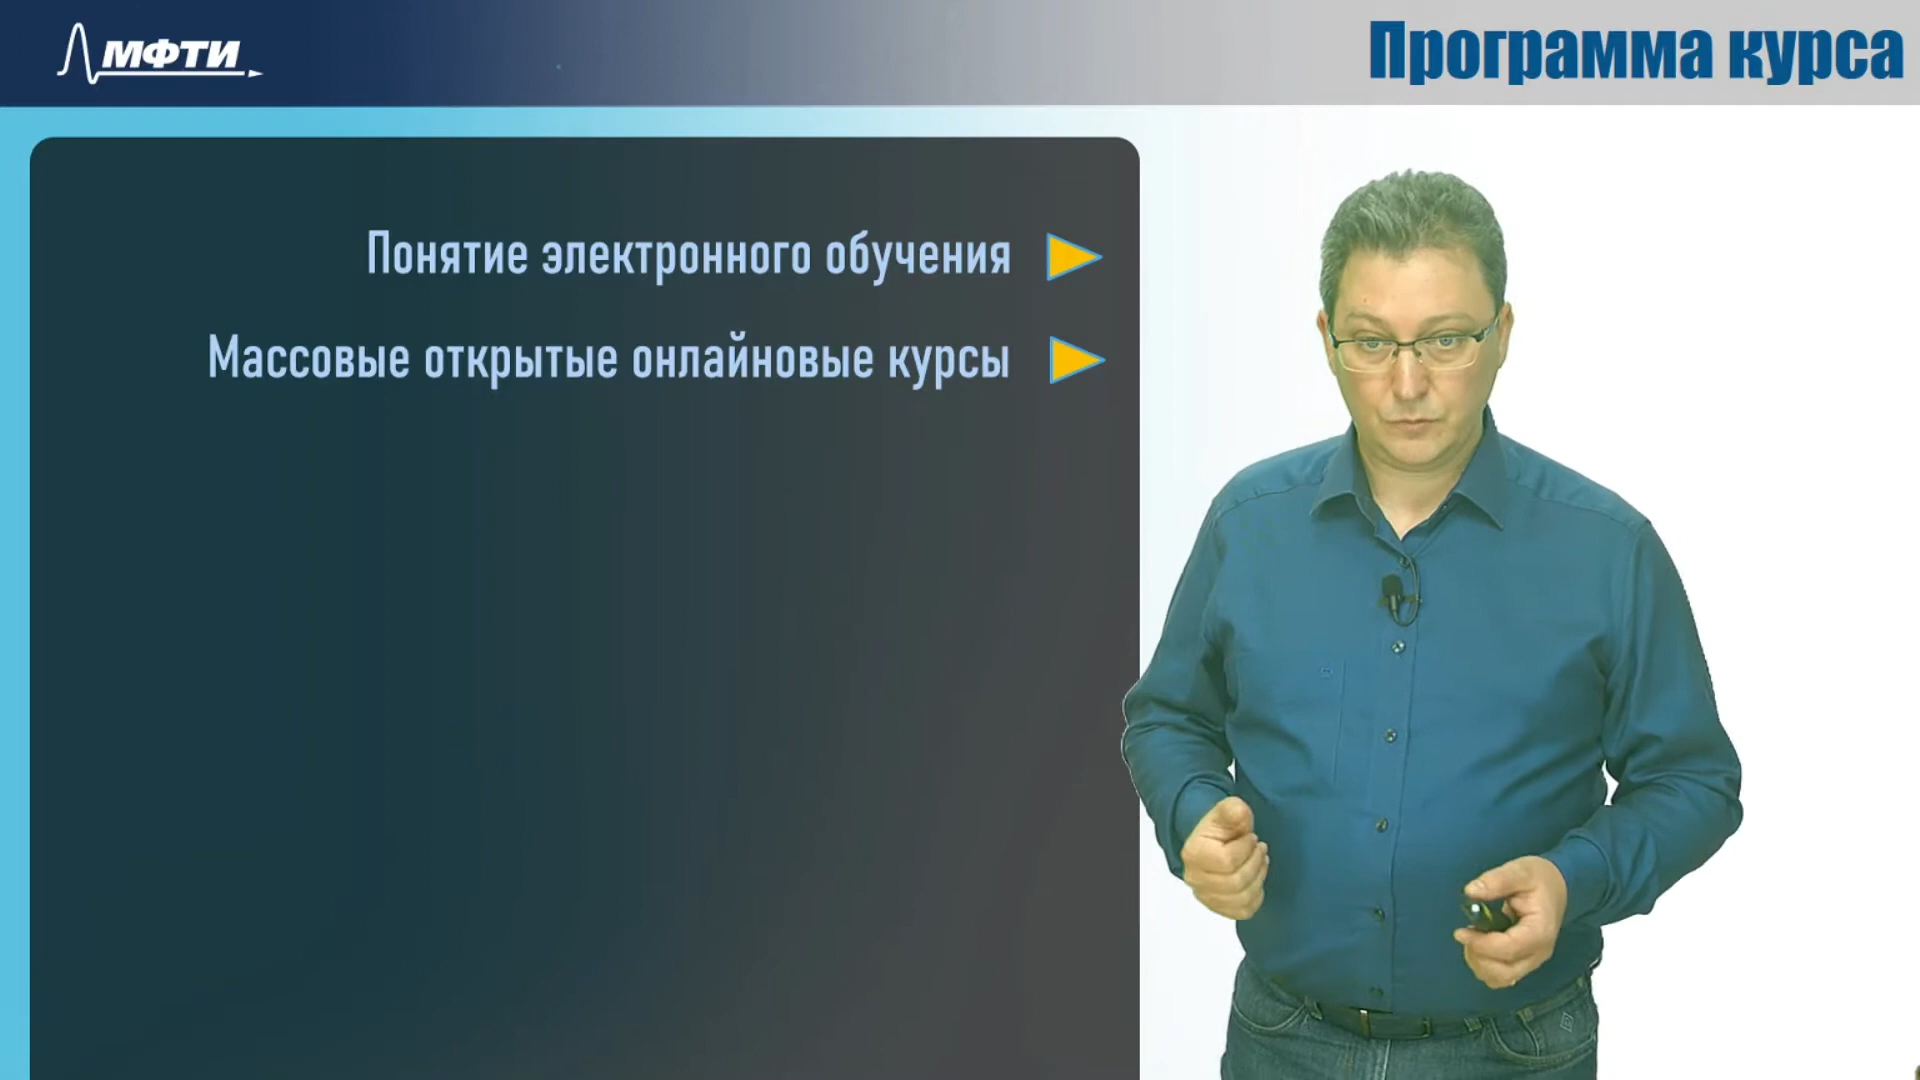 МФТИ
Программа курса
Понятие электронного обучения
Массовые открытые онлайновые курсы